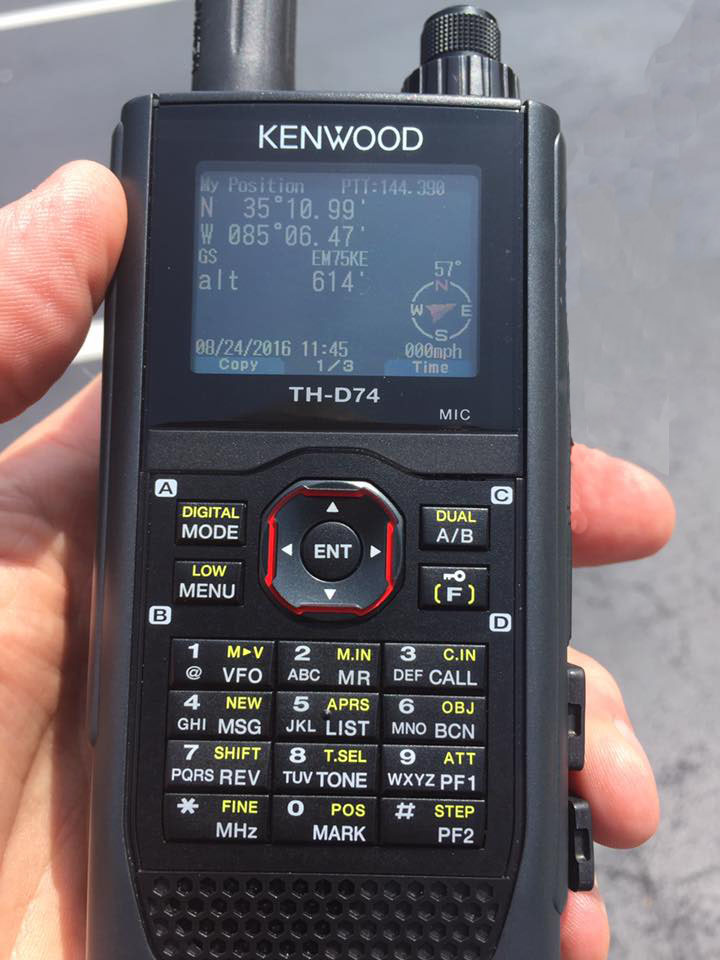 KENWOOD
My Position PTT:144.390
N 35°10.99'
W 085°06.47'
GS EM75KE
alt 614'
57°
N
W E
S
08/24/2016 11:45 000mph
Copy 1/3 Time
TH-D74
MIC
A C
DIGITAL DUAL
MODE A/B
ENT
LOW
MENU (F)
B D
1 M►V 2 M.IN 3 C.IN
@ VFO ABC MR DEF CALL
4 NEW 5 APRS 6 OBJ
GHI MSG JKL LIST MNO BCN
7 SHIFT 8 T.SEL 9 ATT
PQRS REV TUV TONE WXYZ PF1
* FINE 0 POS # STEP
MHz MARK PF2